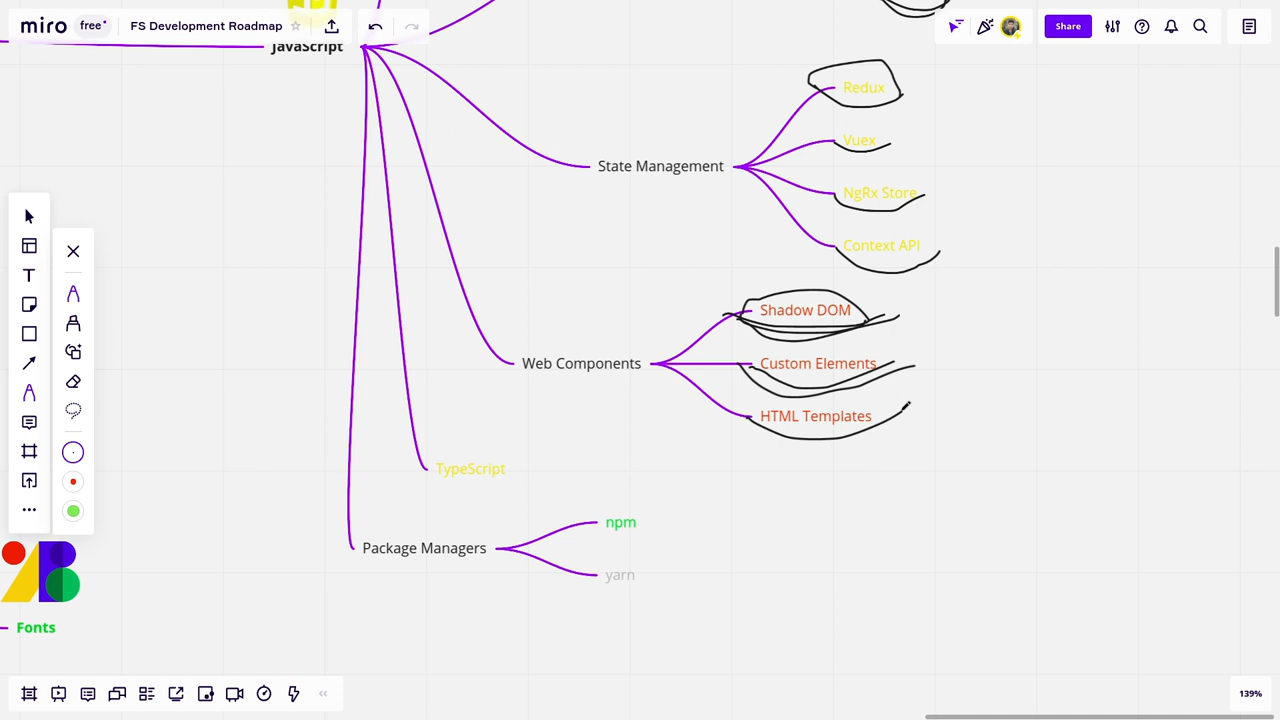 miro free
FS Development Roadmap
Share
JavaScript
State Management
Redux
Vuex
NgRx Store
Context API
Web Components
Shadow DOM
Custom Elements
HTML Templates
TypeScript
Package Managers
npm
yarn
Fonts
139%